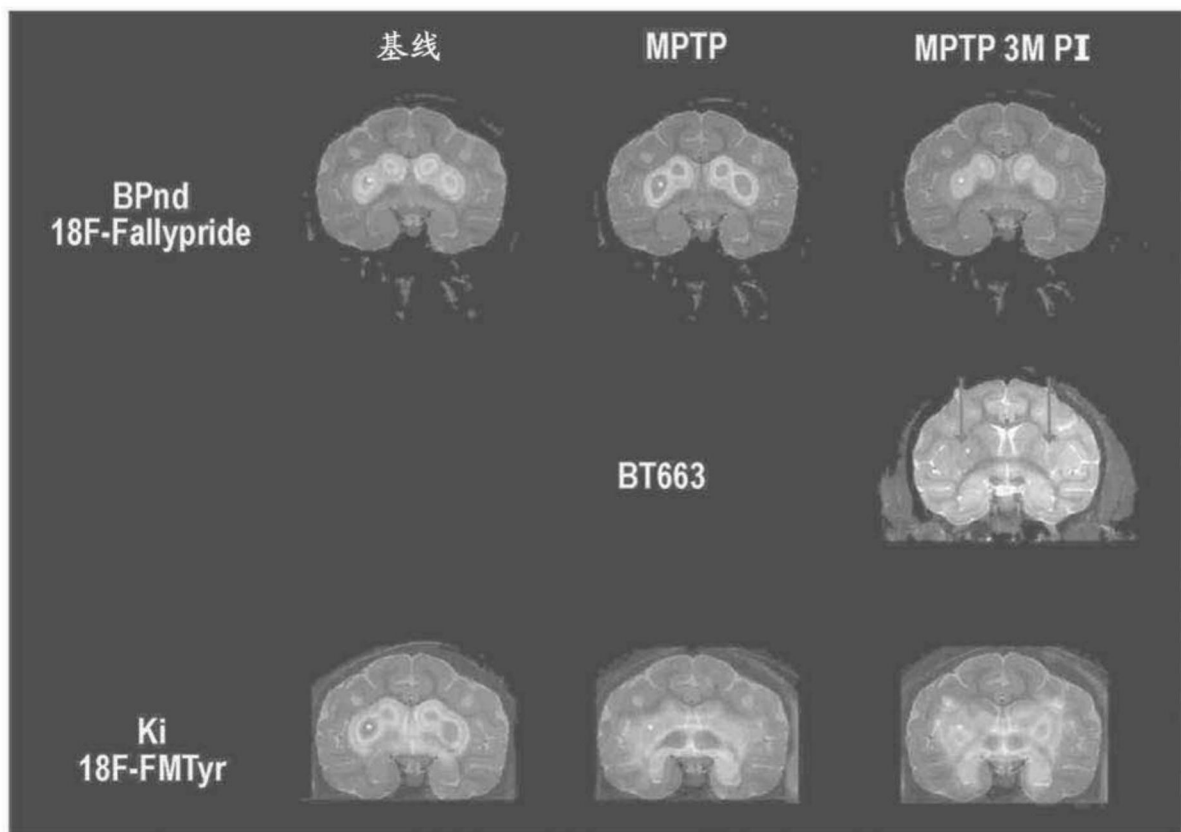 基线
MPTP
MPTP 3M PI
BPnd
18F-Fallypride
BT663
Ki
18F-FMTyr